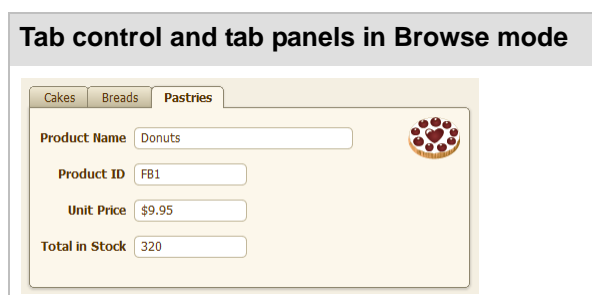 Tab control and tab panels in Browse mode
Cakes Breads Pastries
Product Name Donuts
Product ID FB1
Unit Price $9.95
Total in Stock 320